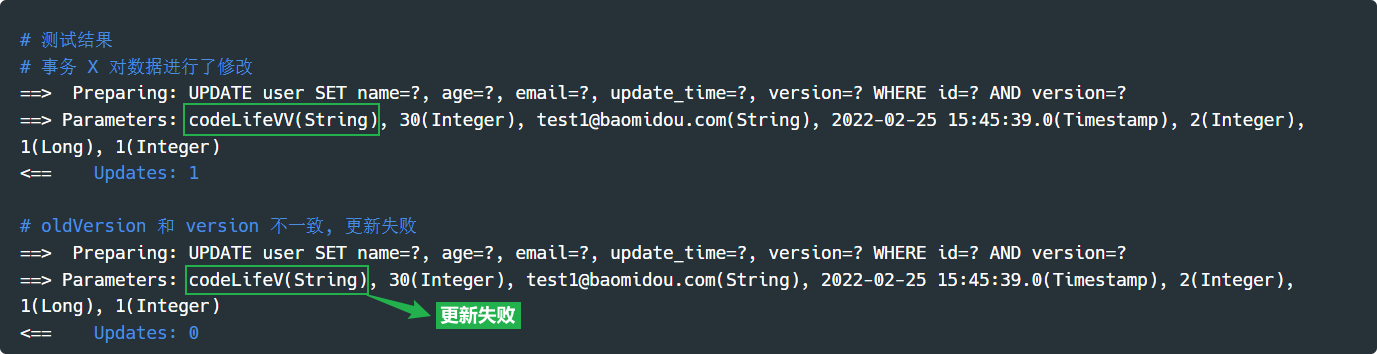 # 测试结果
# 事务 X 对数据进行了修改
==>  Preparing: UPDATE user SET name=?, age=?, email=?, update_time=?, version=? WHERE id=? AND version=?
==> Parameters: codeLifeVV(String), 30(Integer), test1@baomidou.com(String), 2022-02-25 15:45:39.0(Timestamp), 2(Integer),
1(Long), 1(Integer)
<==    Updates: 1
# oldVersion 和 version 不一致, 更新失败
==>  Preparing: UPDATE user SET name=?, age=?, email=?, update_time=?, version=? WHERE id=? AND version=?
==> Parameters: codeLifeV(String), 30(Integer), test1@baomidou.com(String), 2022-02-25 15:45:39.0(Timestamp), 2(Integer),
1(Long), 1(Integer)
更新失败
<==    Updates: 0